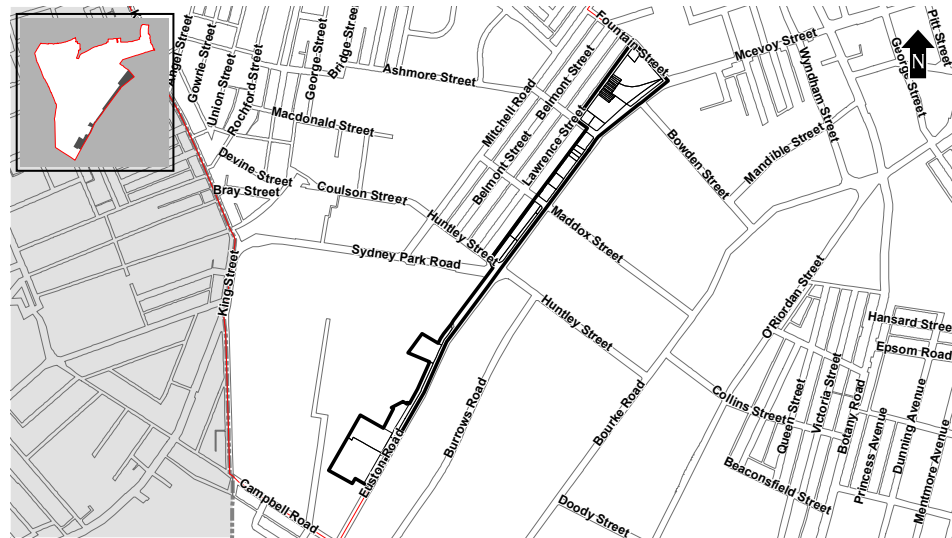 Fountain Street
Pitt Street
Angel Street
Gowrie Street
Union Street
Rochford Street
George Street
Bridge Street
Ashmore Street
Mitchell Road
Belmont Street
Mcevoy Street
Wyndham Street
George Street
N
Macdonald Street
Belmont Street
Lawrence Street
Bowden Street
Mandible Street
Devine Street
Bray Street
Coulson Street
Huntley Street
Maddox Street
Sydney Park Road
King Street
Huntley Street
O'Riordan Street
Hansard Street
Epsom Road
Collins Street
Queen Street
Victoria Street
Botany Road
Princess Avenue
Dunning Avenue
Mentmore Avenue
Bourke Road
Burrows Road
Euston Road
Beaconsfield Street
Campbell Road
Doody Street